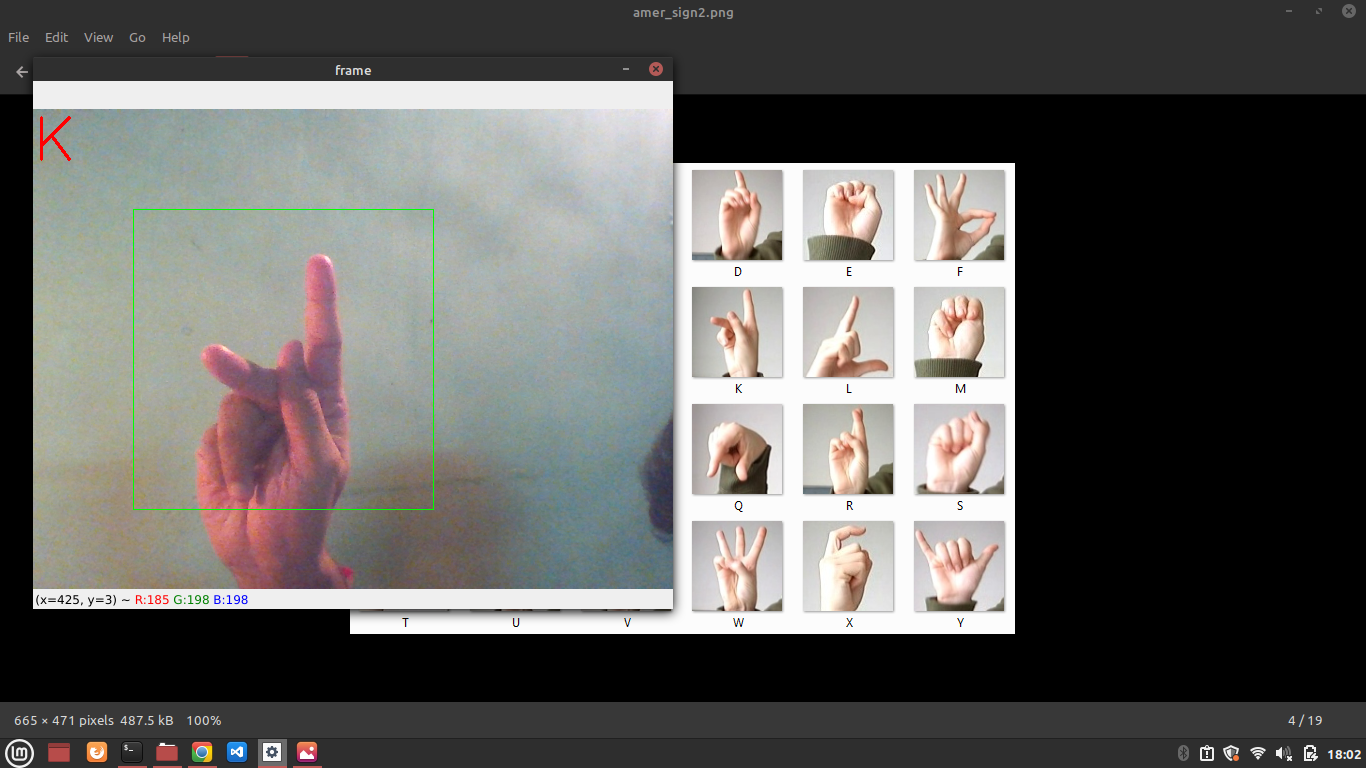 amer_sign2.png
File Edit View Go Help
frame
K
D E F
K L M
Q R S
T U V W X Y
(x=425, y=3) ~ R:185 G:198 B:198
665 × 471 pixels 487.5 kB 100%
4 / 19
18:02